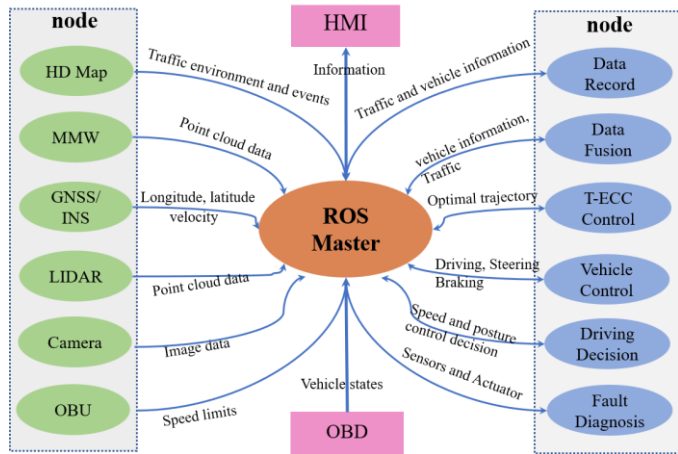 node
HD Map
MMW
GNSS/
INS
LIDAR
Camera
OBU
HMI
Information
Traffic environment and events
Point cloud data
Longitude, latitude
velocity
Point cloud data
Image data
Speed limits
ROS
Master
Traffic and vehicle information
vehicle information,
Traffic
Optimal trajectory
Driving, Steering
Braking
Speed and posture
control decision
Sensors and Actuator
Vehicle states
OBD
node
Data
Record
Data
Fusion
T-ECC
Control
Vehicle
Control
Driving
Decision
Fault
Diagnosis